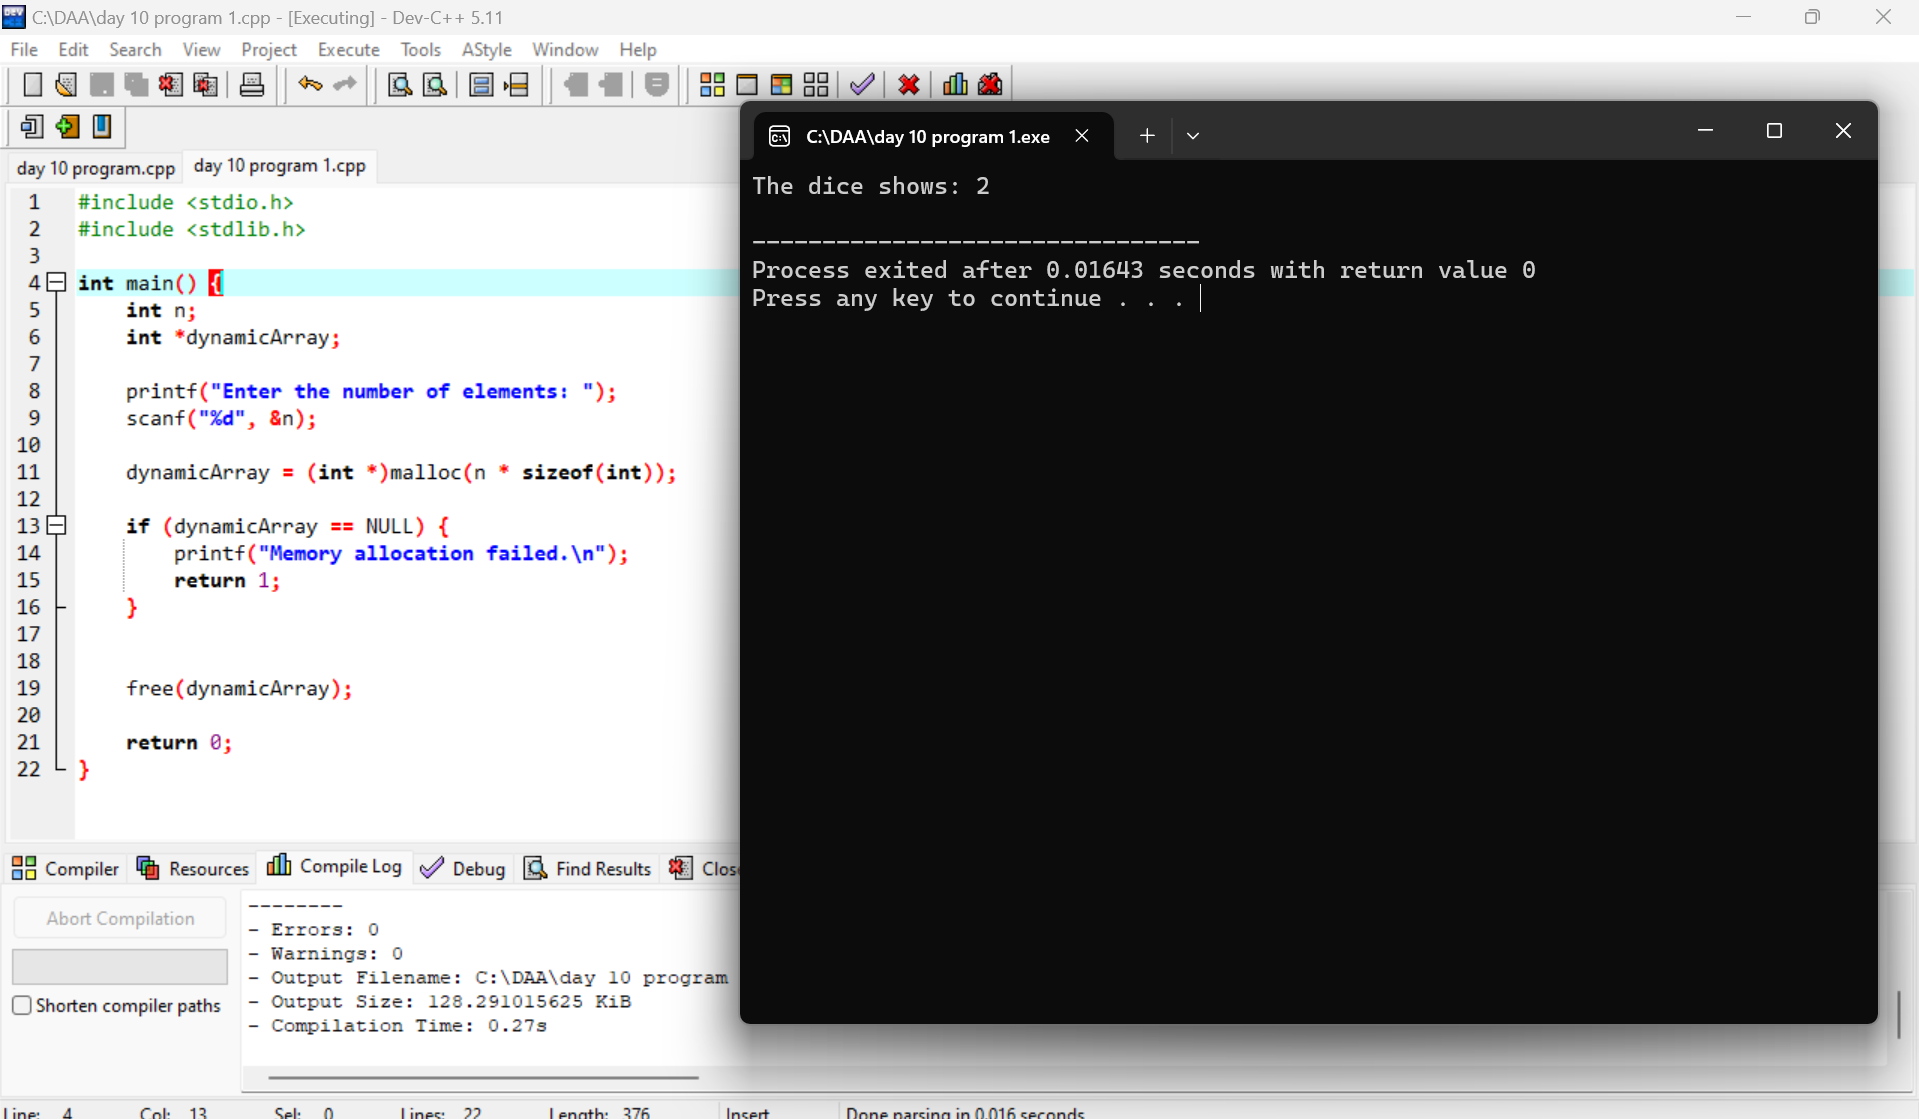 C:\DAA\day 10 program 1.cpp - [Executing] - Dev-C++ 5.11
File Edit Search View Project Execute Tools AStyle Window Help
day 10 program.cpp day 10 program 1.cpp
1 #include <stdio.h>
2 #include <stdlib.h>
3
4 int main() {
5 int n;
6 int *dynamicArray;
7
8 printf("Enter the number of elements: ");
9 scanf("%d", &n);
10
11 dynamicArray = (int *)malloc(n * sizeof(int));
12
13 if (dynamicArray == NULL) {
14 printf("Memory allocation failed.\n");
15 return 1;
16 }
17
18
19 free(dynamicArray);
20
21 return 0;
22 }
C:\DAA\day 10 program 1.exe
The dice shows: 2
--------------------------------
Process exited after 0.01643 seconds with return value 0
Press any key to continue . . .
Compiler Resources Compile Log Debug Find Results Close
Abort Compilation
Shorten compiler paths
--------
- Errors: 0
- Warnings: 0
- Output Filename: C:\DAA\day 10 program
- Output Size: 128.291015625 KiB
- Compilation Time: 0.27s
Line: 4 Col: 13 Sel: 0 Lines: 22 Length: 376 Insert Done parsing in 0.016 seconds